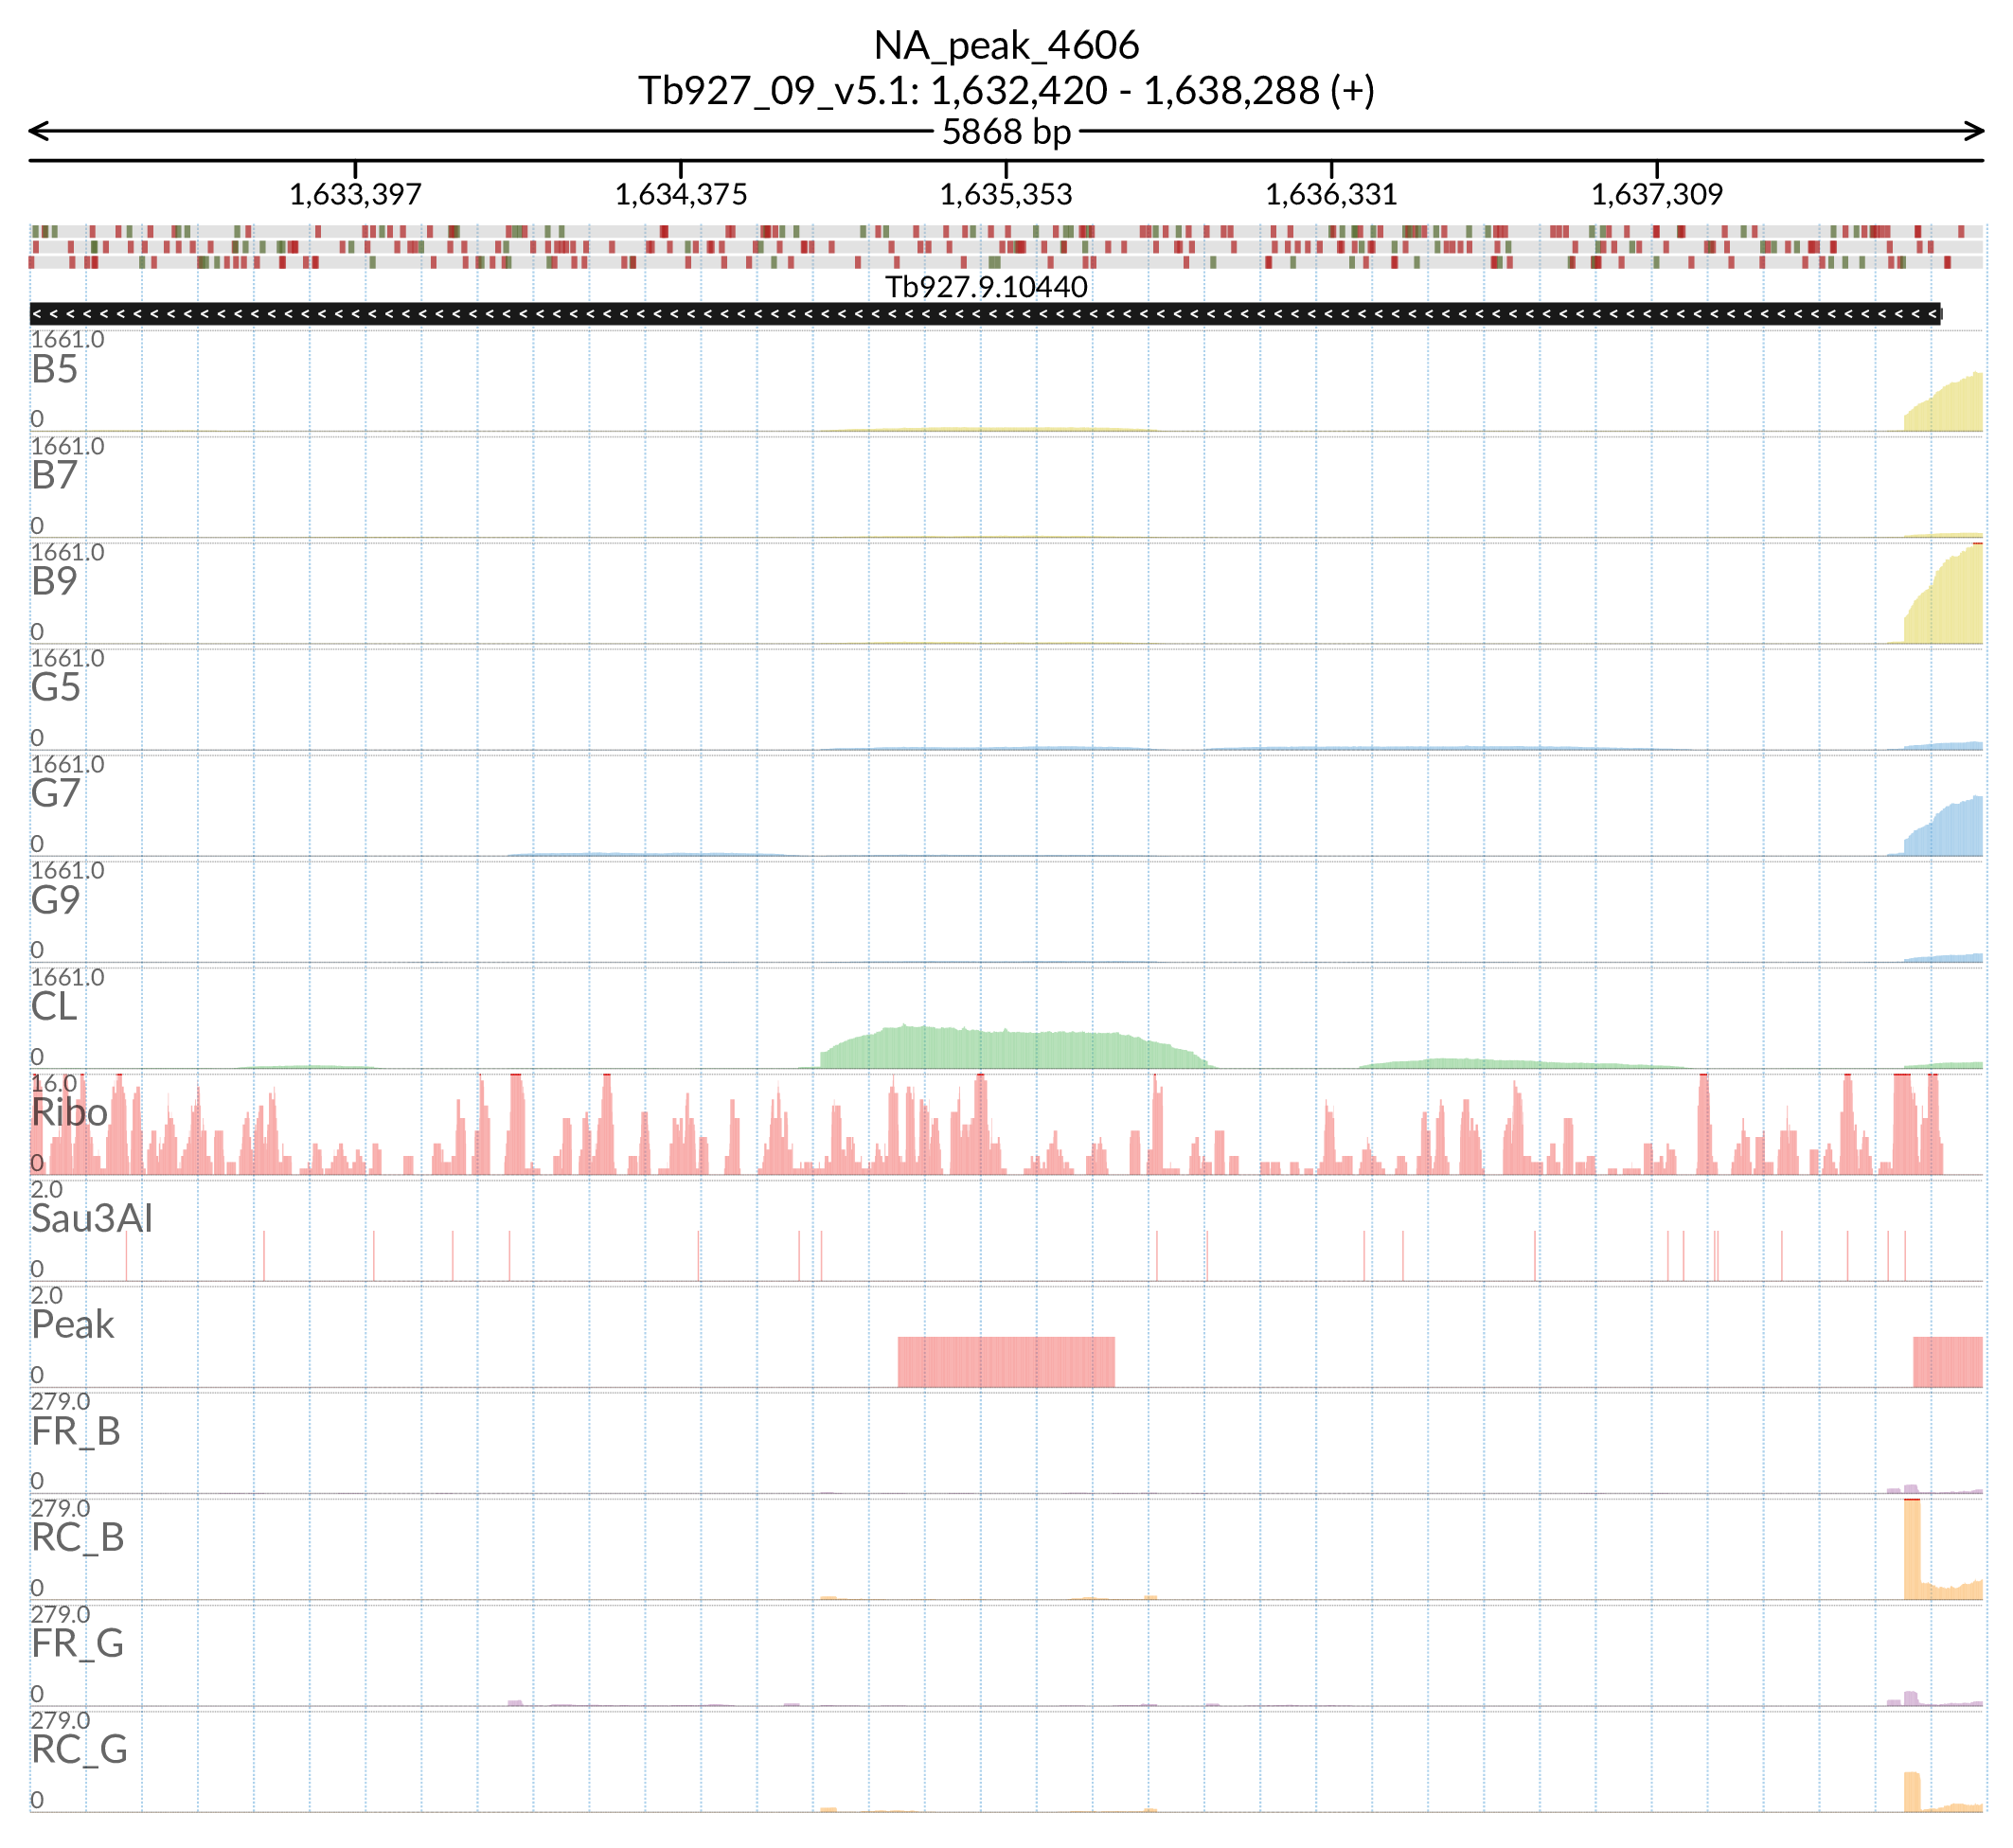 NA_peak_4606
Tb927_09_v5.1: 1,632,420 - 1,638,288 (+)
5868 bp
1,633,397 1,634,375 1,635,353 1,636,331 1,637,309
Tb927.9.10440
1661.0
B5
0
1661.0
B7
0
1661.0
B9
0
1661.0
G5
0
1661.0
G7
0
1661.0
G9
0
1661.0
CL
0
16.0
Ribo
0
2.0
Sau3AI
0
2.0
Peak
0
279.0
FR_B
0
279.0
RC_B
0
279.0
FR_G
0
279.0
RC_G
0